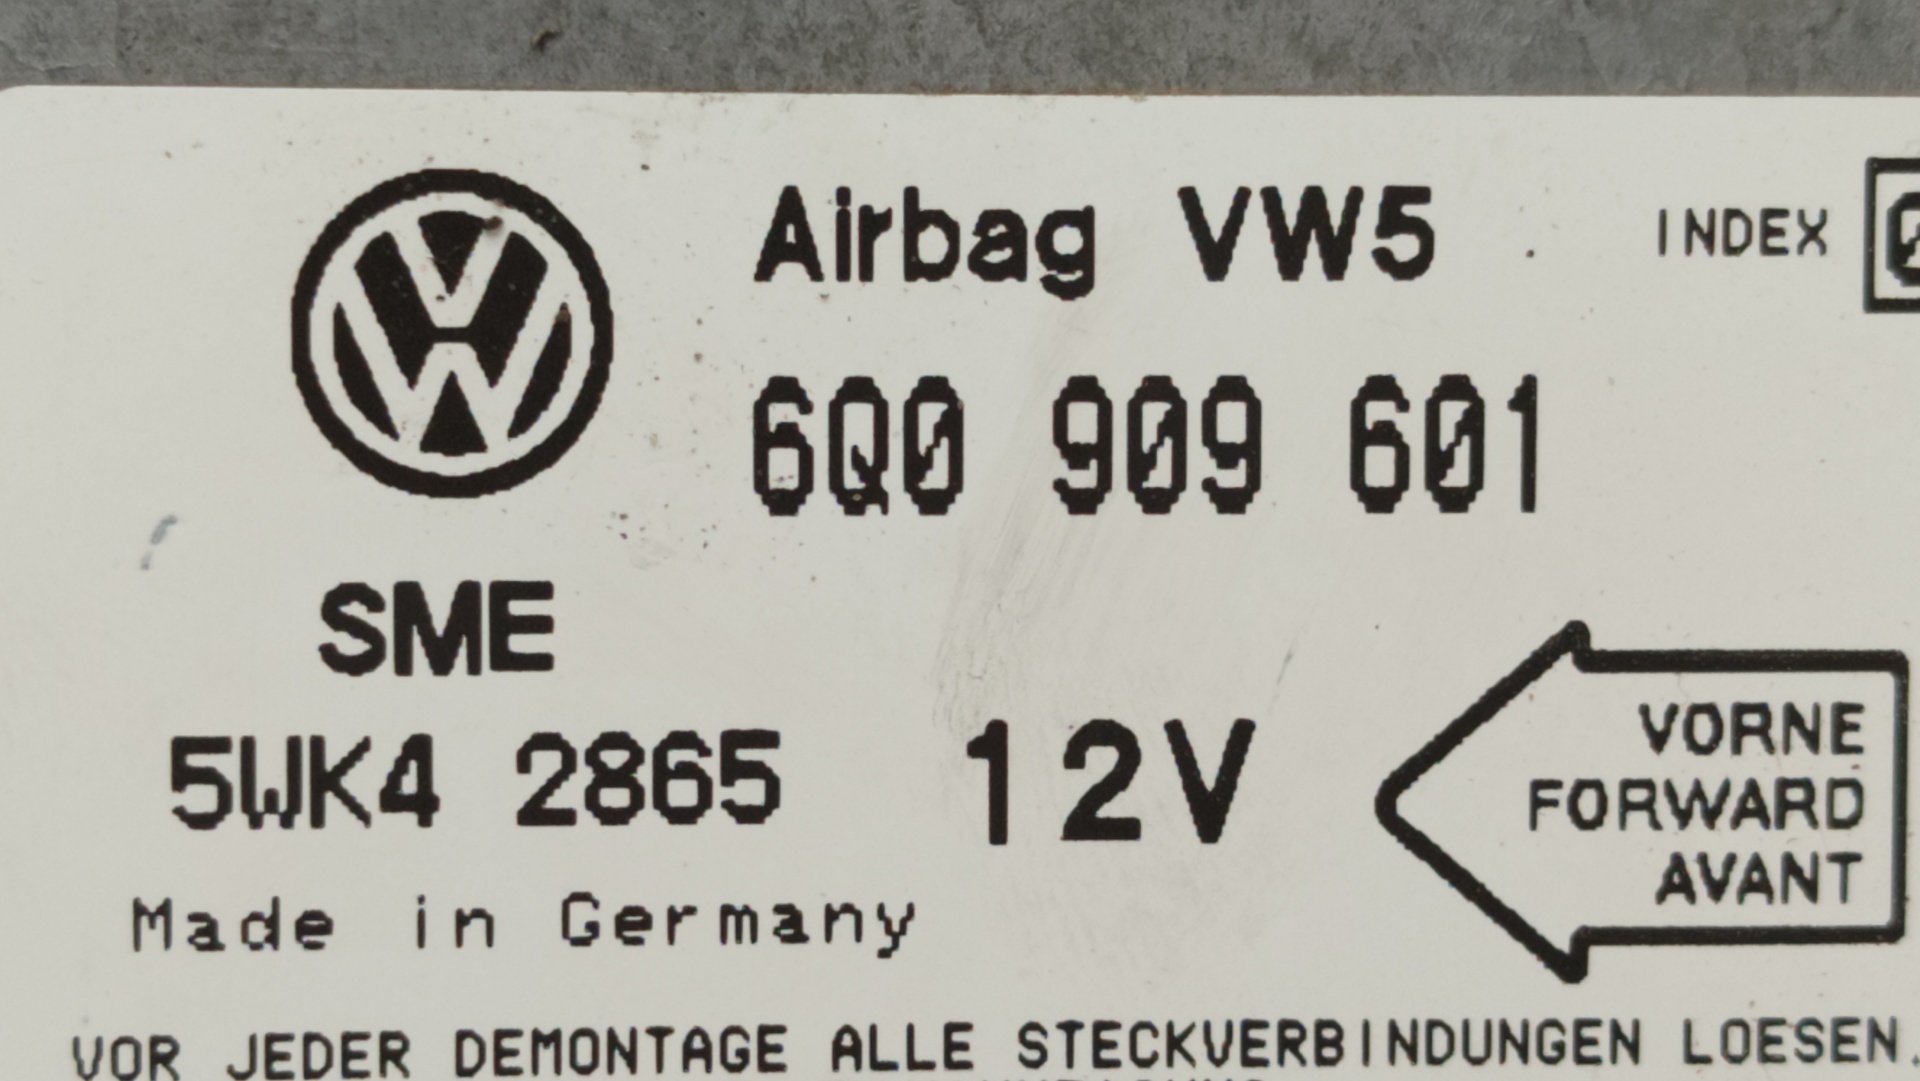 Airbag VW5 INDEX
6Q0 909 601
SME
5WK4 2865 12V
VORNE
FORWARD
AVANT
Made in Germany
VOR JEDER DEMONTAGE ALLE STECKVERBINDUNGEN LOESEN.